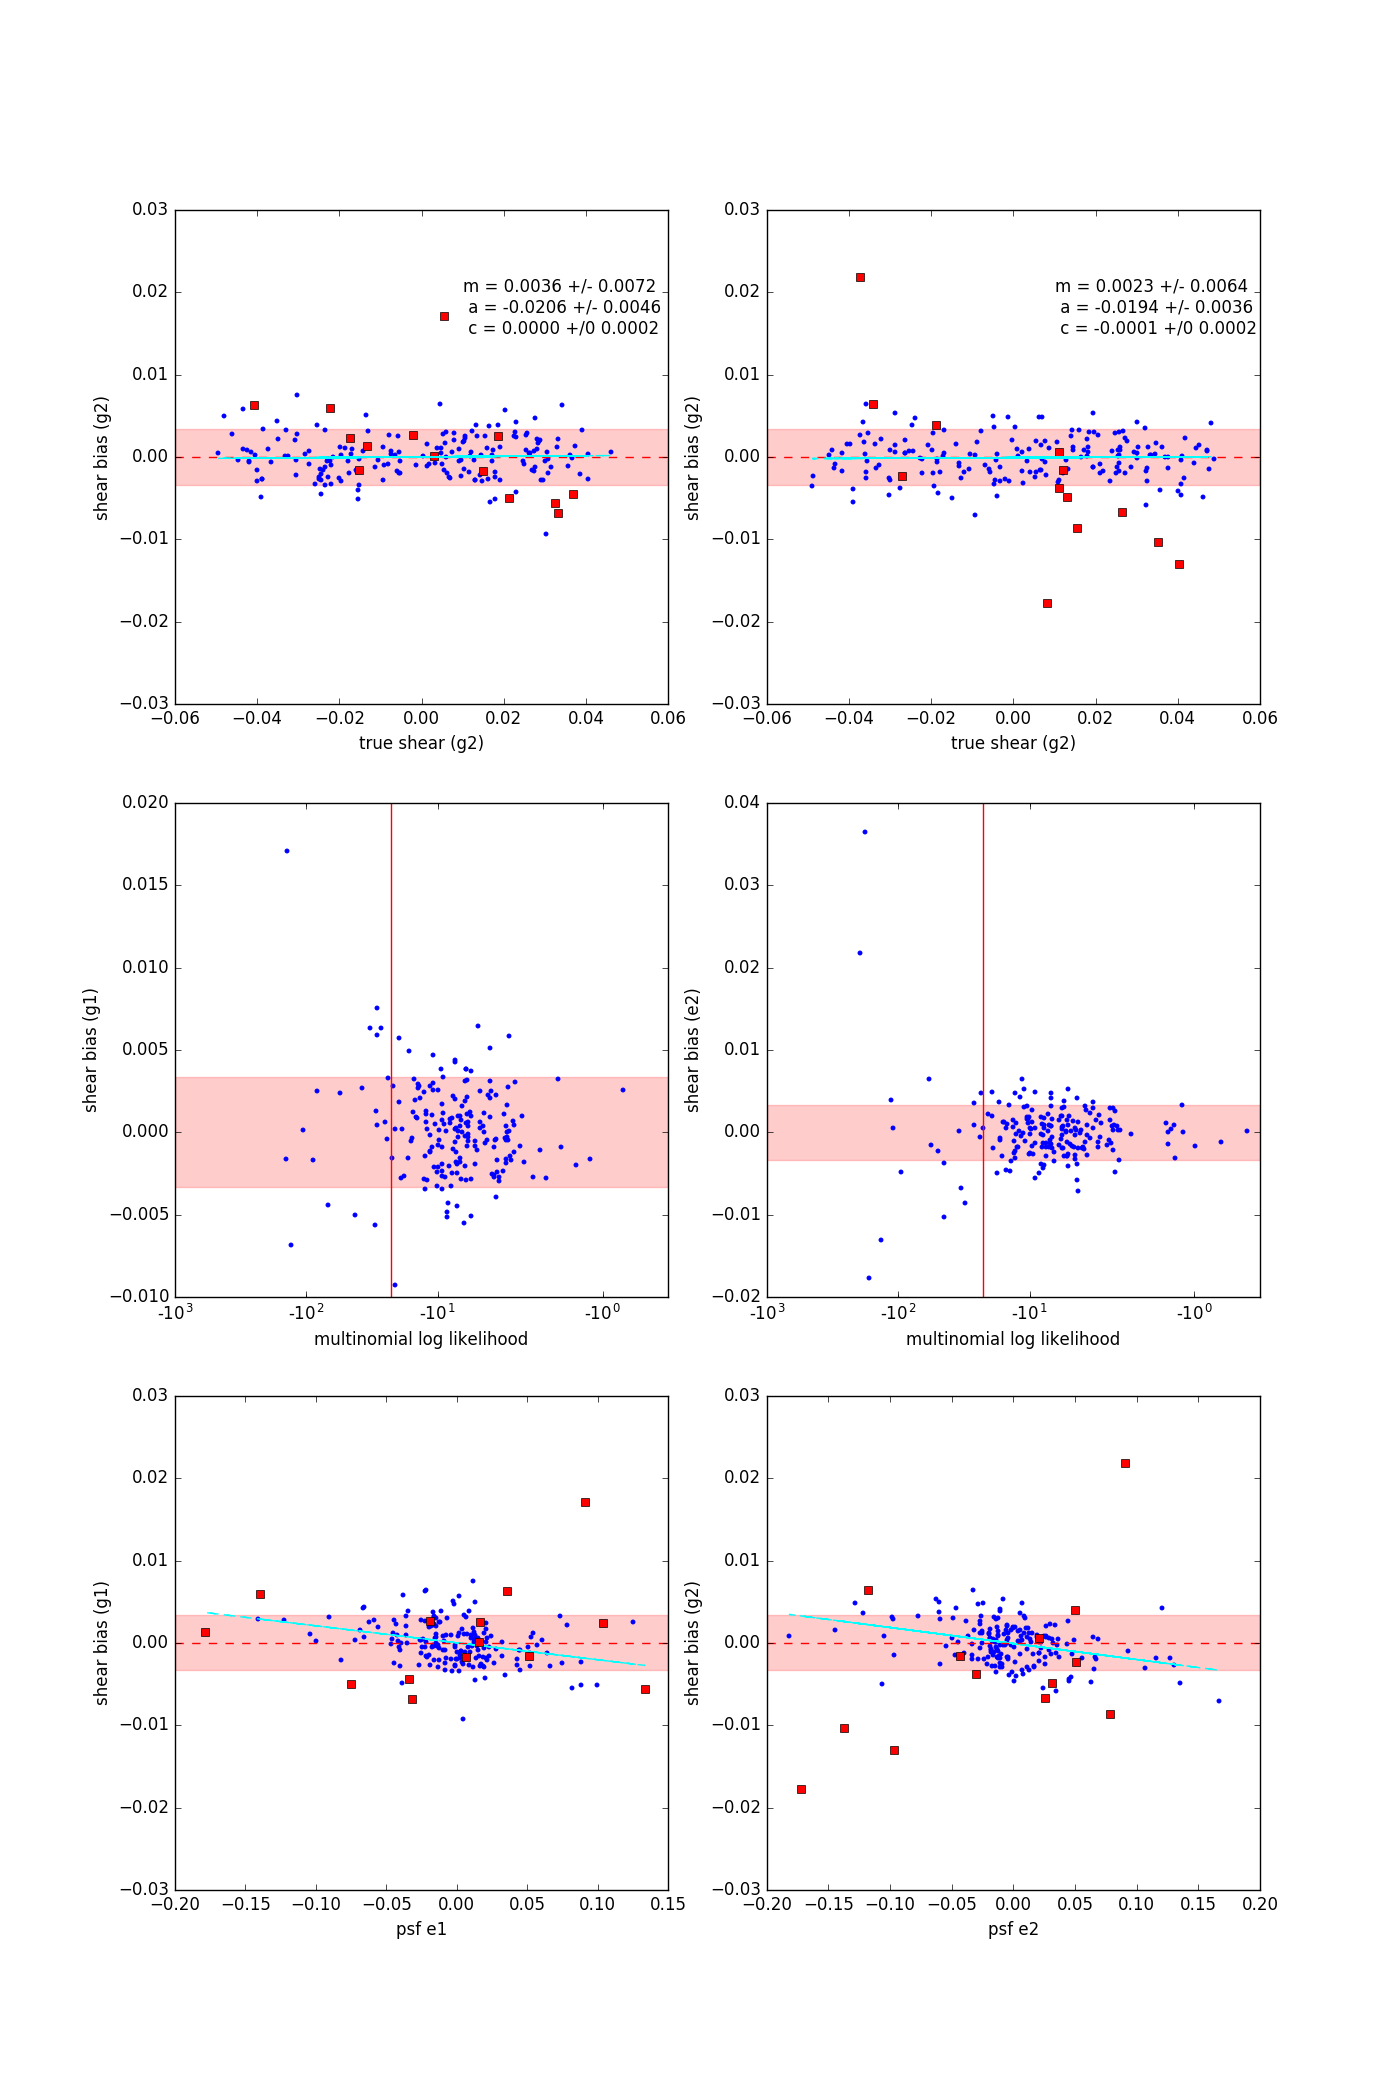 0.03
0.02
0.01
0.00
−0.01
−0.02
−0.03
shear bias (g2)
m = 0.0036 +/- 0.0072
a = -0.0206 +/- 0.0046
c = 0.0000 +/0 0.0002
−0.06 −0.04 −0.02 0.00 0.02 0.04 0.06
true shear (g2)
0.03
0.02
0.01
0.00
−0.01
−0.02
−0.03
shear bias (g2)
m = 0.0023 +/- 0.0064
a = -0.0194 +/- 0.0036
c = -0.0001 +/0 0.0002
−0.06 −0.04 −0.02 0.00 0.02 0.04 0.06
true shear (g2)
0.020
0.015
0.010
0.005
0.000
−0.005
−0.010
shear bias (g1)
-10³ -10² -10¹ -10⁰
multinomial log likelihood
0.04
0.03
0.02
0.01
0.00
−0.01
−0.02
shear bias (e2)
-10³ -10² -10¹ -10⁰
multinomial log likelihood
0.03
0.02
0.01
0.00
−0.01
−0.02
−0.03
shear bias (g1)
−0.20 −0.15 −0.10 −0.05 0.00 0.05 0.10 0.15
psf e1
0.03
0.02
0.01
0.00
−0.01
−0.02
−0.03
shear bias (g2)
−0.20 −0.15 −0.10 −0.05 0.00 0.05 0.10 0.15 0.20
psf e2